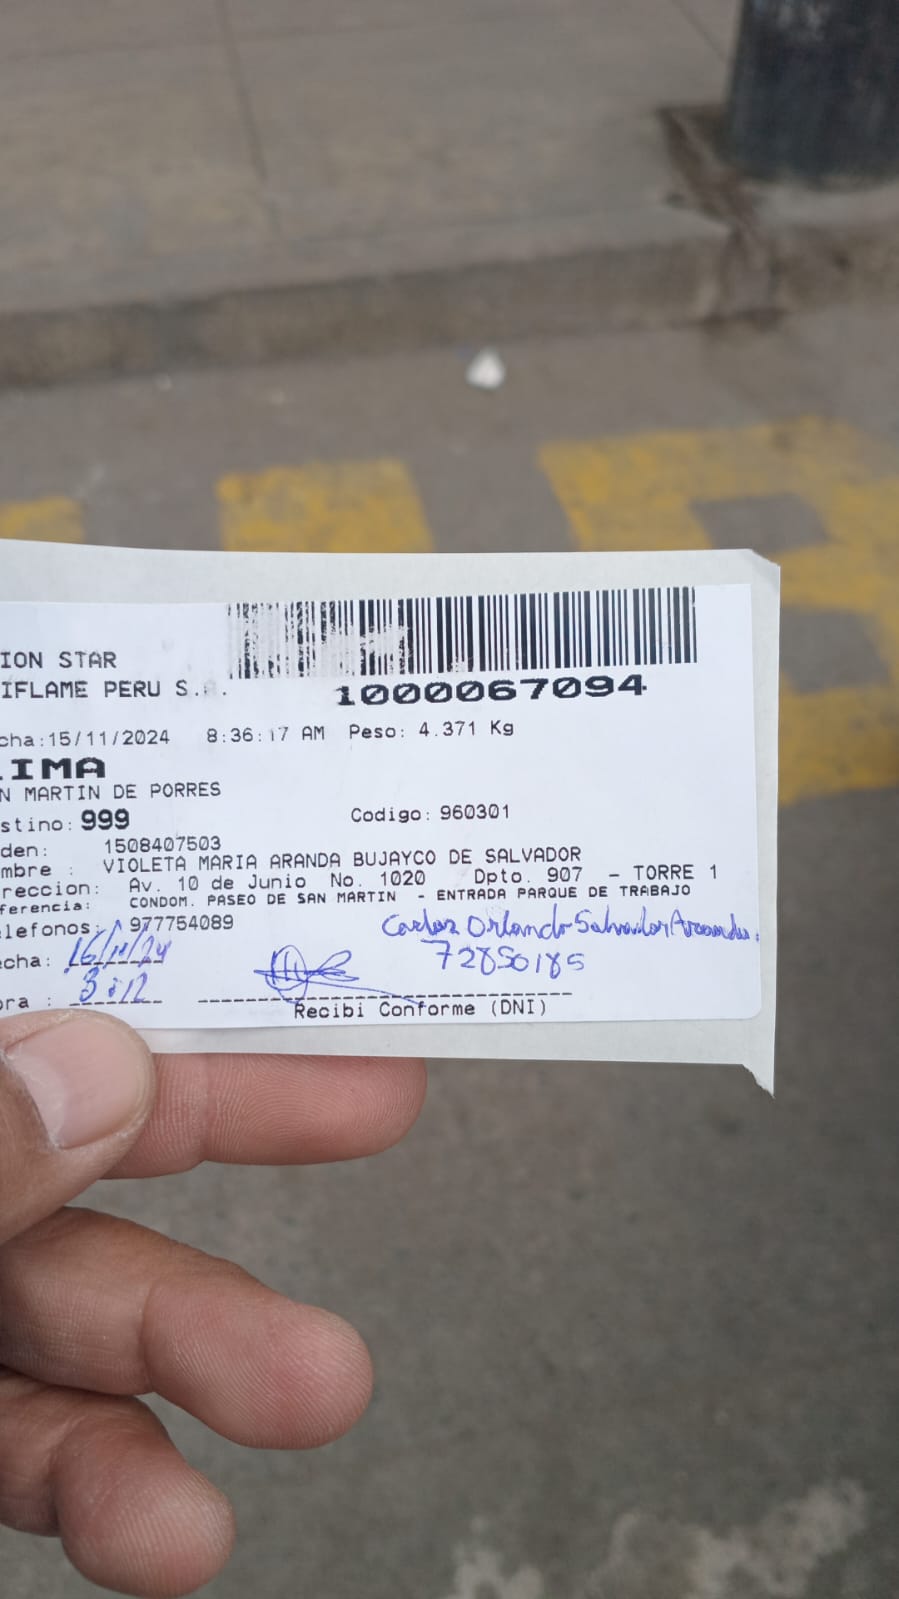 ION STAR
IFLAME PERU S.A.
1000067094
cha:15/11/2024 8:36:17 AM Peso: 4.371 Kg
LIMA
N MARTIN DE PORRES
stino: 999 Codigo: 960301
den: 1508407503
mbre : VIOLETA MARIA ARANDA BUJAYCO DE SALVADOR
reccion: Av. 10 de Junio No. 1020 Dpto. 907 - TORRE 1
ferencia: CONDOM. PASEO DE SAN MARTIN - ENTRADA PARQUE DE TRABAJO
lefonos: 977754089
Carlos Orlando Salvador Aranda.
echa: 16/11/24 72850185
ora : 3:12
Recibi Conforme (DNI)